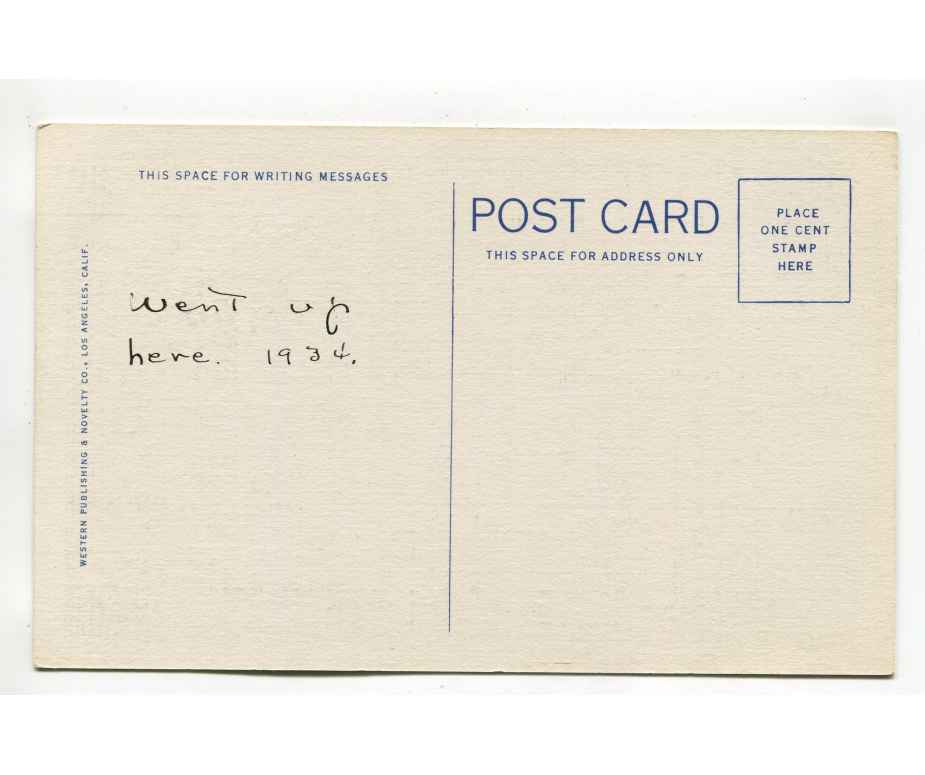 THIS SPACE FOR WRITING MESSAGES
Went up
here. 1934.
WESTERN PUBLISHING & NOVELTY CO., LOS ANGELES, CALIF.
POST CARD
THIS SPACE FOR ADDRESS ONLY
PLACE
ONE CENT
STAMP
HERE